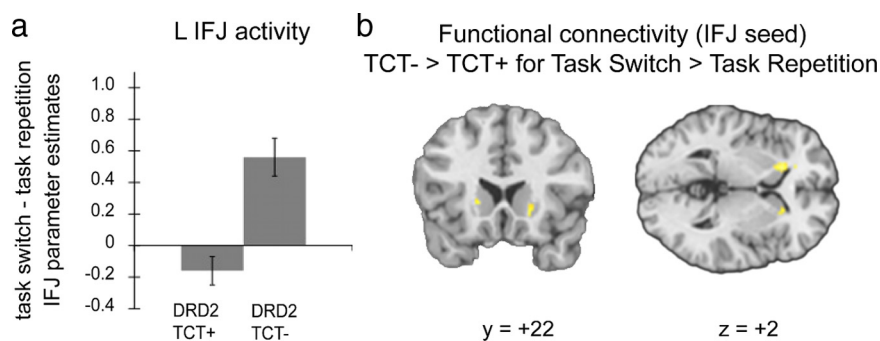 a
L IFJ activity
task switch - task repetition
IFJ parameter estimates
1.0
0.8
0.6
0.4
0.2
0
-0.2
-0.4
DRD2
TCT+
DRD2
TCT-
b
Functional connectivity (IFJ seed)
TCT- > TCT+ for Task Switch > Task Repetition
y = +22
z = +2